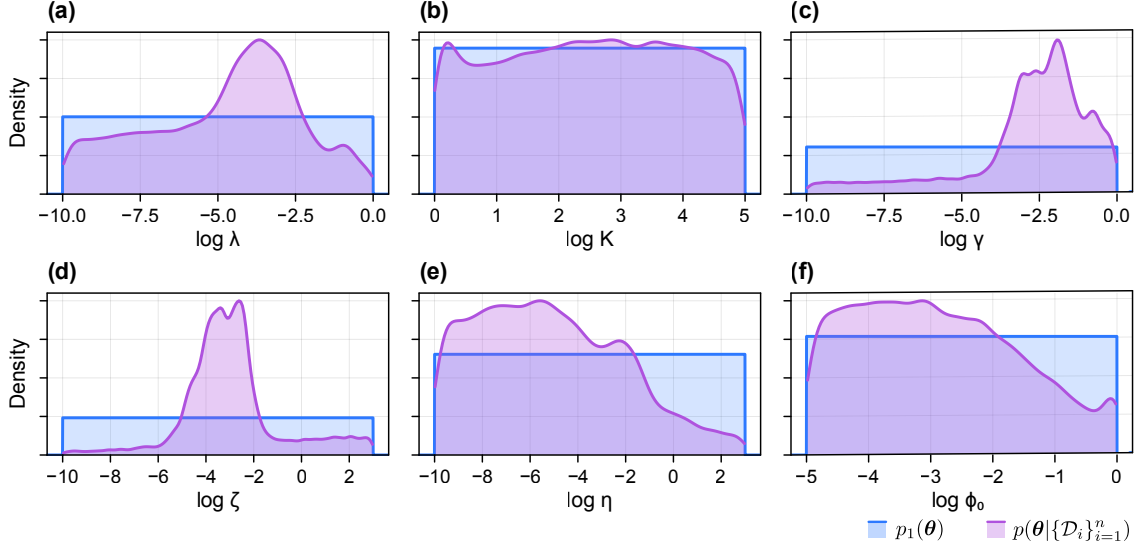 (a) (b) (c)
Density
−10.0 −7.5 −5.0 −2.5 0.0
log λ
0 1 2 3 4 5
log K
−10.0 −7.5 −5.0 −2.5 0.0
log γ
(d) (e) (f)
Density
−10 −8 −6 −4 −2 0 2
log ζ
−10 −8 −6 −4 −2 0 2
log η
−5 −4 −3 −2 −1 0
log ϕ₀
p₁(θ) p(θ|{𝒟ᵢ}ⁿᵢ₌₁)